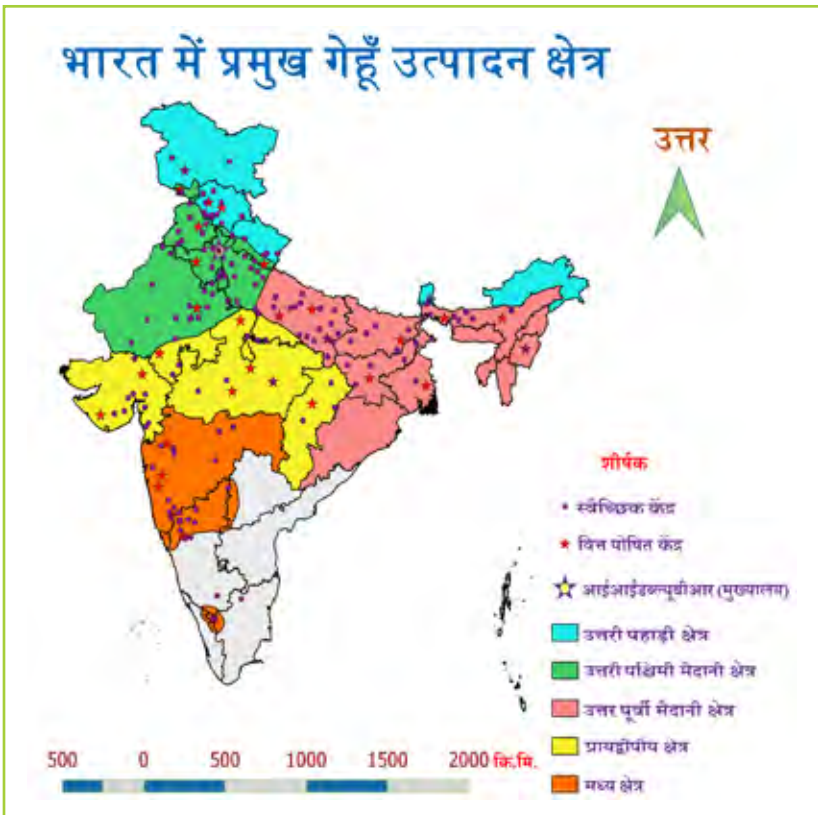 भारत में प्रमुख गेहूँ उत्पादन क्षेत्र
उत्तर
शीर्षक
स्वैच्छिक केंद्र
वित्त पोषित केंद्र
आईआईडब्ल्यूबीआर (मुख्यालय)
उत्तरी पहाड़ी क्षेत्र
उत्तरी पश्चिमी मैदानी क्षेत्र
उत्तर पूर्वी मैदानी क्षेत्र
प्रायद्वीपीय क्षेत्र
मध्य क्षेत्र
500 0 500 1000 1500 2000 कि.मि.